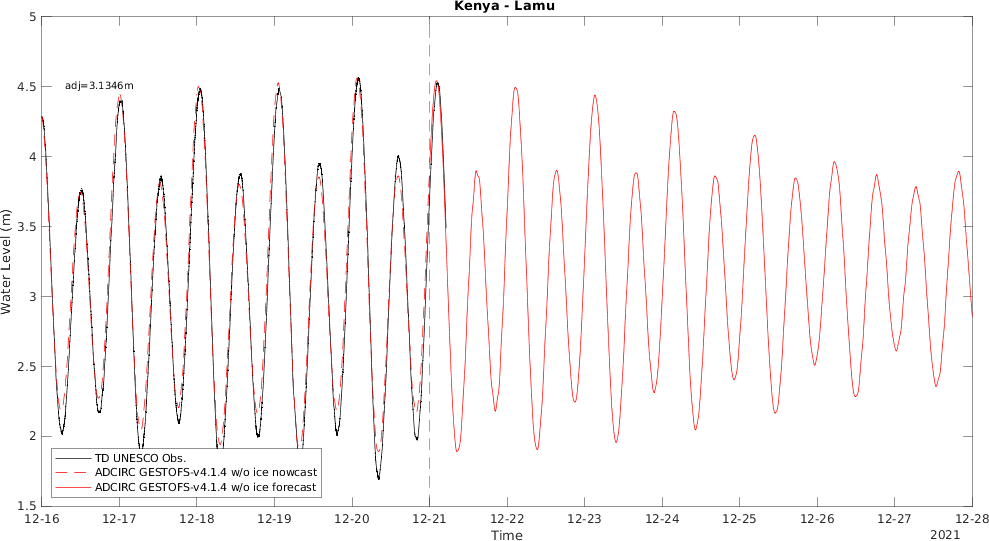 Kenya - Lamu
adj=3.1346m
Water Level (m)
5
4.5
4
3.5
3
2.5
2
1.5
TD UNESCO Obs.
ADCIRC GESTOFS-v4.1.4 w/o ice nowcast
ADCIRC GESTOFS-v4.1.4 w/o ice forecast
12-16 12-17 12-18 12-19 12-20 12-21 12-22 12-23 12-24 12-25 12-26 12-27 12-28
Time
2021